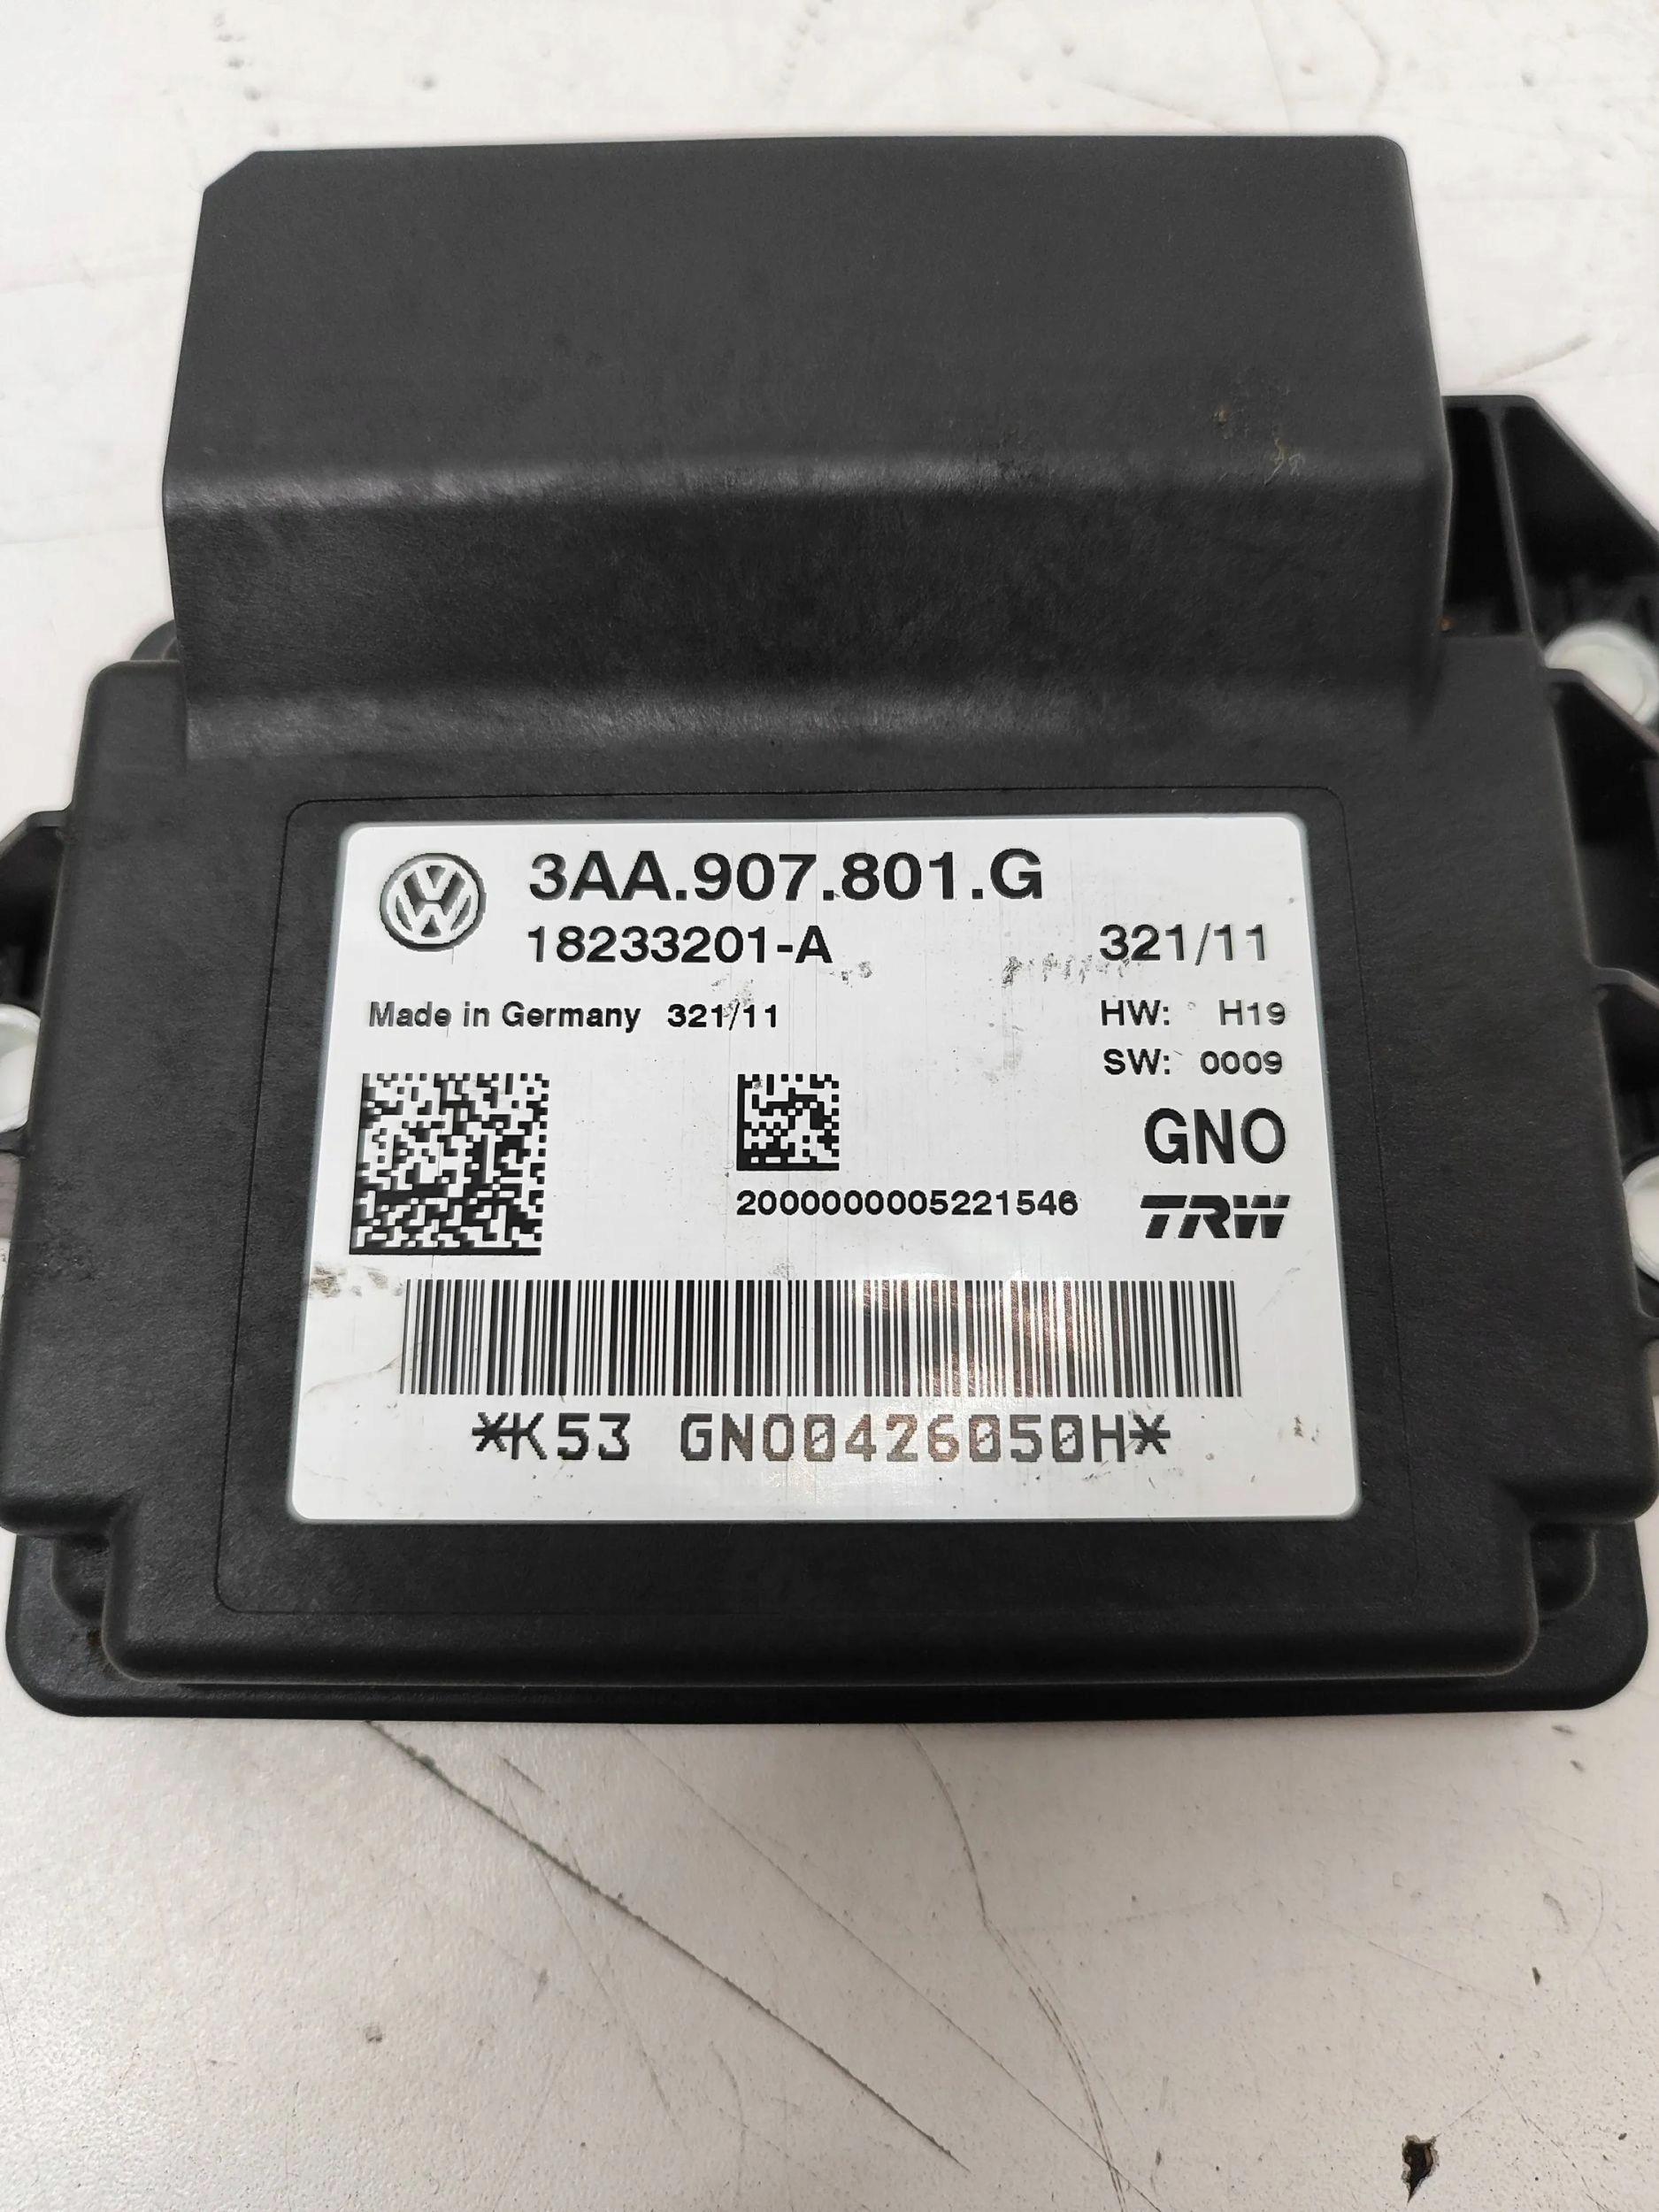 3AA.907.801.G
18233201-A 321/11
Made in Germany 321/11 HW: H19
SW: 0009
GNO
2000000005221546 TRW
*K53 GNO0426050H*